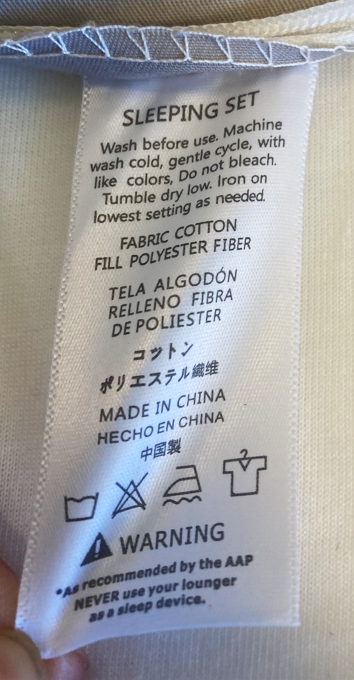 SLEEPING SET
Wash before use. Machine
wash cold, gentle cycle, with
like colors, Do not bleach.
Tumble dry low. Iron on
lowest setting as needed.
FABRIC COTTON
FILL POLYESTER FIBER
TELA ALGODÓN
RELLENO FIBRA
DE POLIESTER
コットン
ポリエステル繊维
MADE IN CHINA
HECHO EN CHINA
中国製
WARNING
*As recommended by the AAP
NEVER use your lounger
as a sleep device.